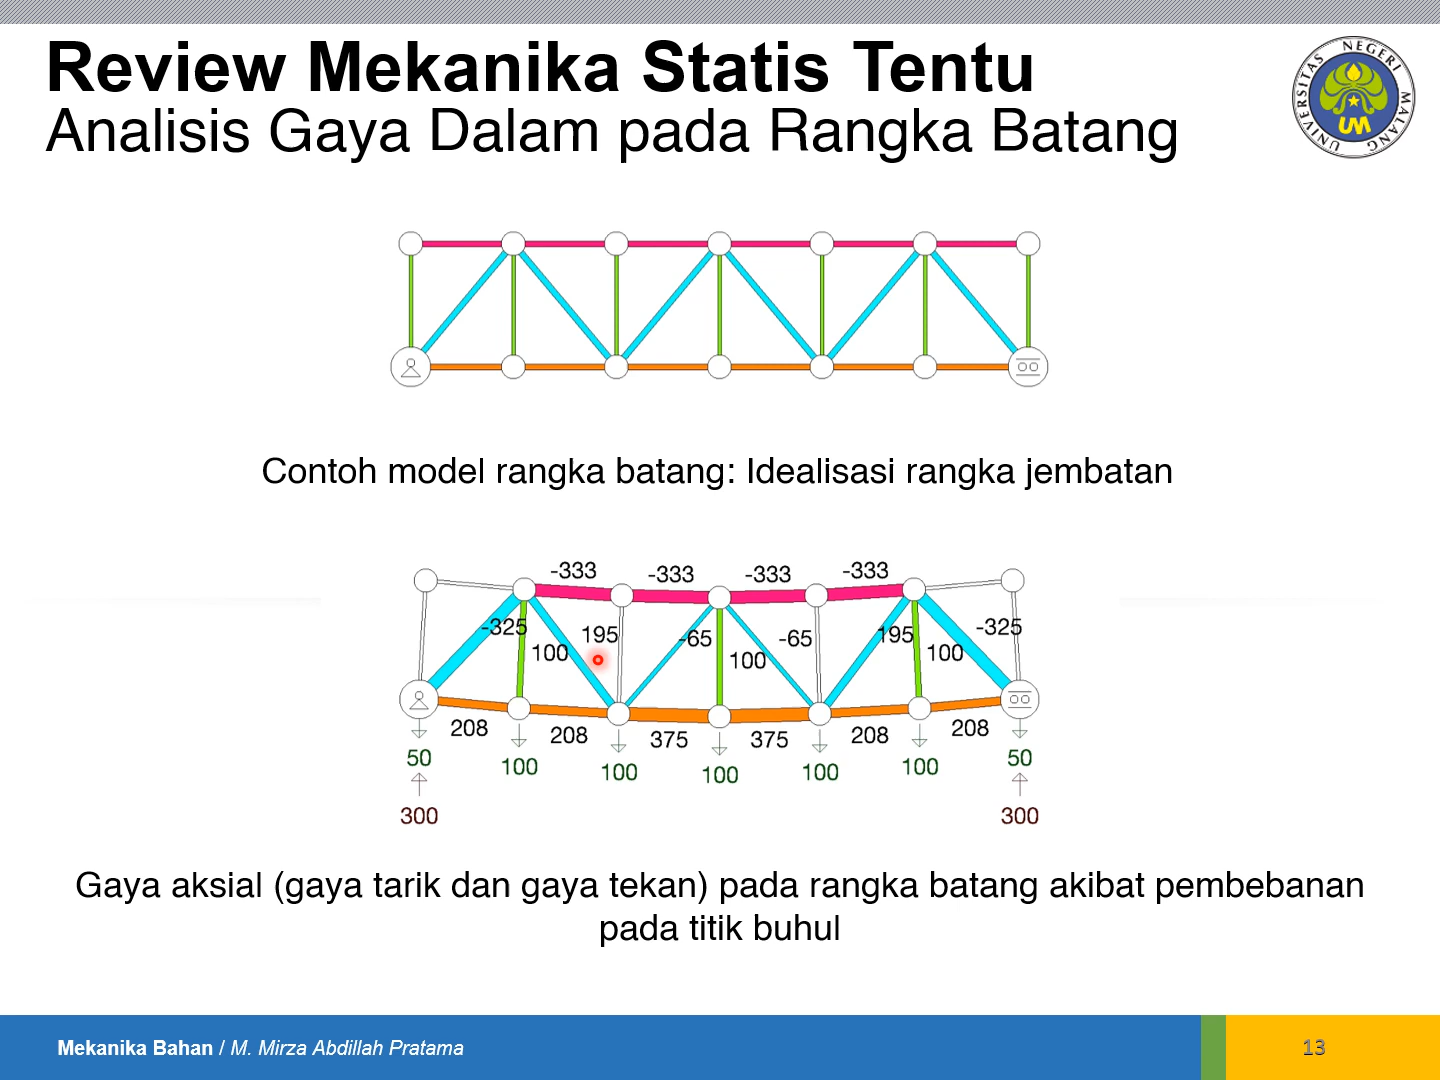 Review Mekanika Statis Tentu
Analisis Gaya Dalam pada Rangka Batang
UNIVERSITAS NEGERI MALANG
UM
Contoh model rangka batang: Idealisasi rangka jembatan
-333 -333 -333 -333
-325 100 195 -65 100 -65 195 100 -325
208 208 375 375 208 208
50 100 100 100 100 100 50
300 300
Gaya aksial (gaya tarik dan gaya tekan) pada rangka batang akibat pembebanan
pada titik buhul
Mekanika Bahan / M. Mirza Abdillah Pratama
13